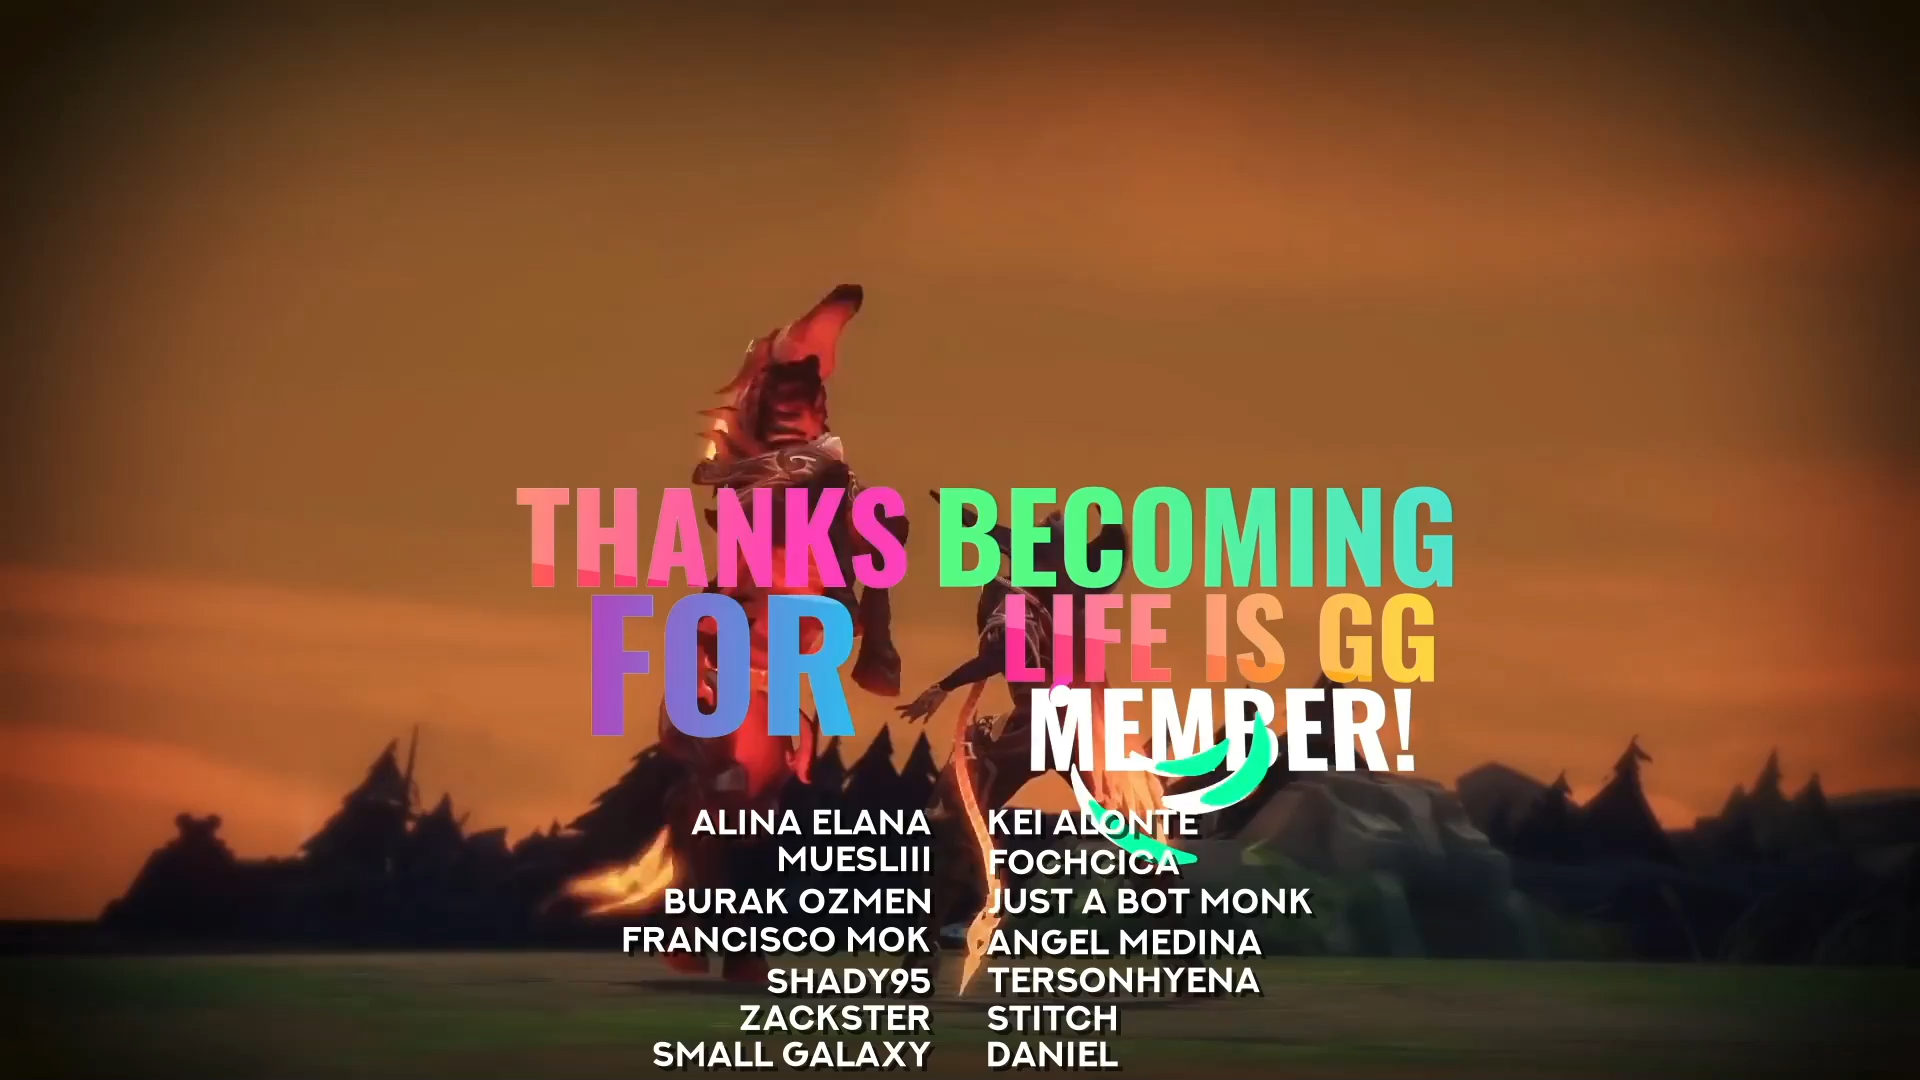 THANKS BECOMING
FOR LIFE IS GG
MEMBER!
ALINA ELANA
MUESLIII
BURAK OZMEN
FRANCISCO MOK
SHADY95
ZACKSTER
SMALL GALAXY
KEI ALONTE
FOCHCICA
JUST A BOT MONK
ANGEL MEDINA
TERSONHYENA
STITCH
DANIEL